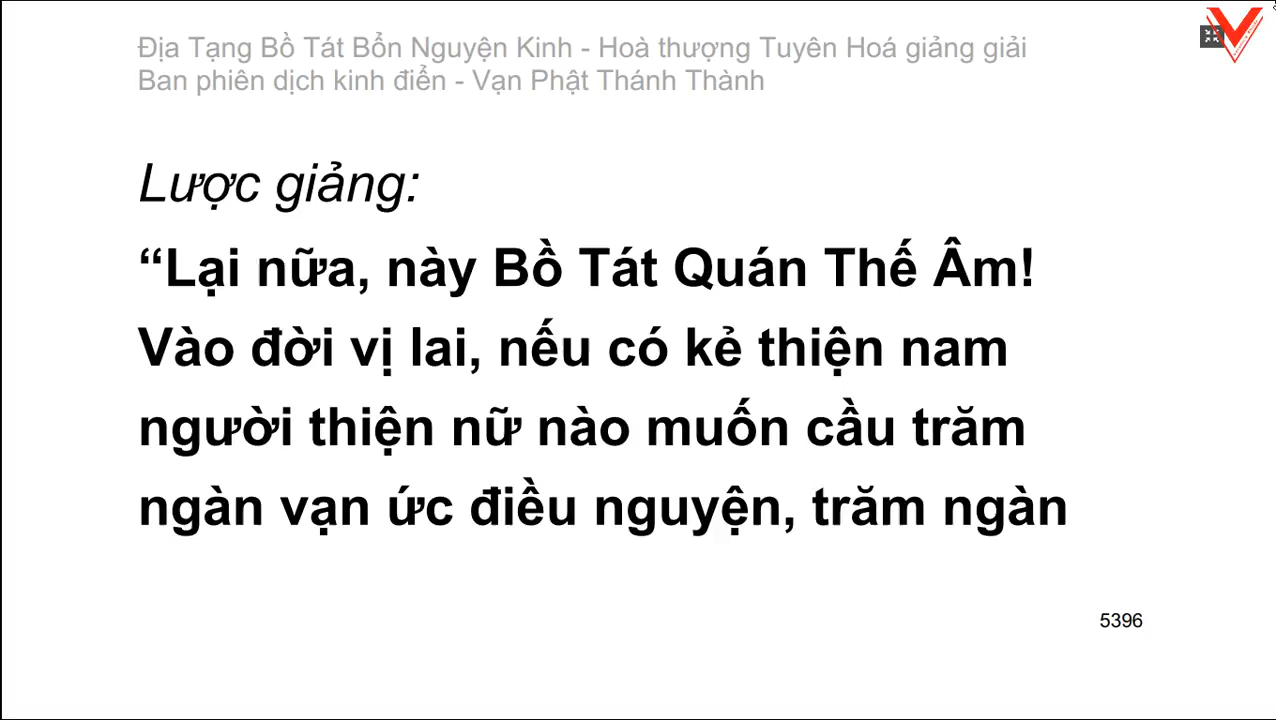 Địa Tạng Bồ Tát Bổn Nguyện Kinh - Hoà thượng Tuyên Hoá giảng giải
Ban phiên dịch kinh điển - Vạn Phật Thánh Thành
Lược giảng:
“Lại nữa, này Bồ Tát Quán Thế Âm!
Vào đời vị lai, nếu có kẻ thiện nam
người thiện nữ nào muốn cầu trăm
ngàn vạn ức điều nguyện, trăm ngàn
5396